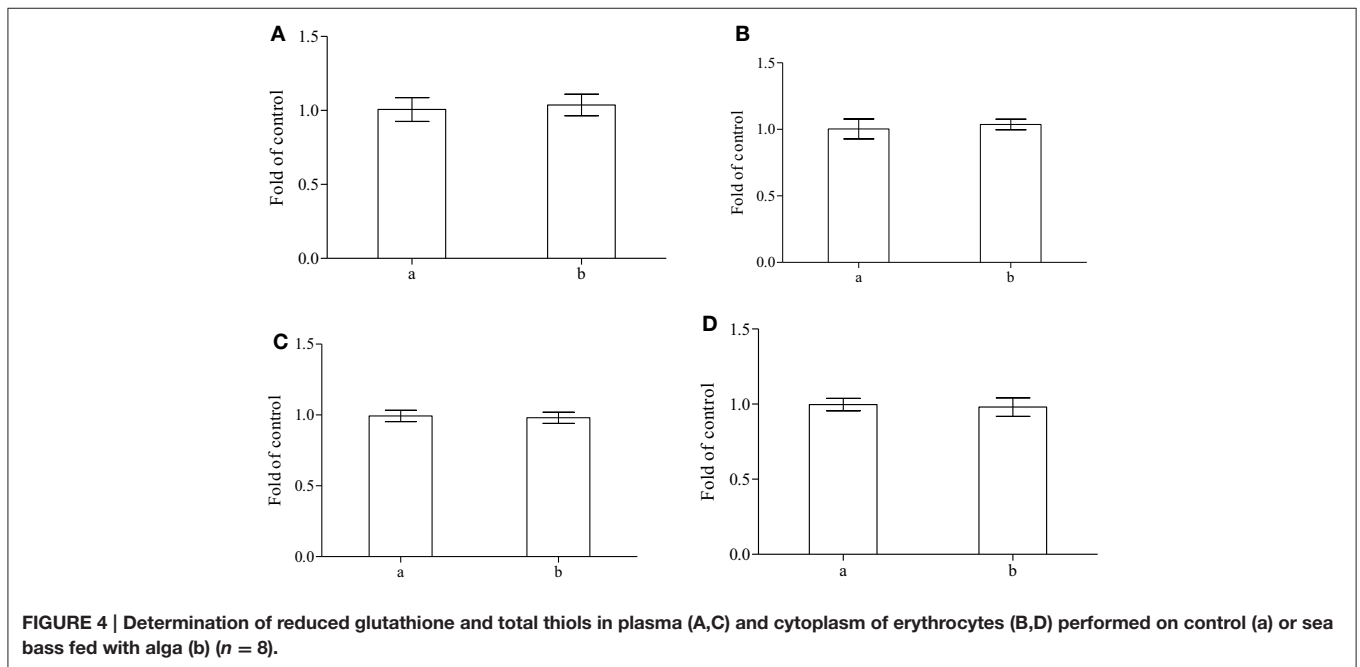 A
1.5
1.0
0.5
0.0
Fold of control
a b
B
1.5
1.0
0.5
0.0
Fold of control
a b
C
1.5
1.0
0.5
0.0
Fold of control
a b
D
1.5
1.0
0.5
0.0
Fold of control
a b
FIGURE 4 | Determination of reduced glutathione and total thiols in plasma (A,C) and cytoplasm of erythrocytes (B,D) performed on control (a) or sea
bass fed with alga (b) (n = 8).